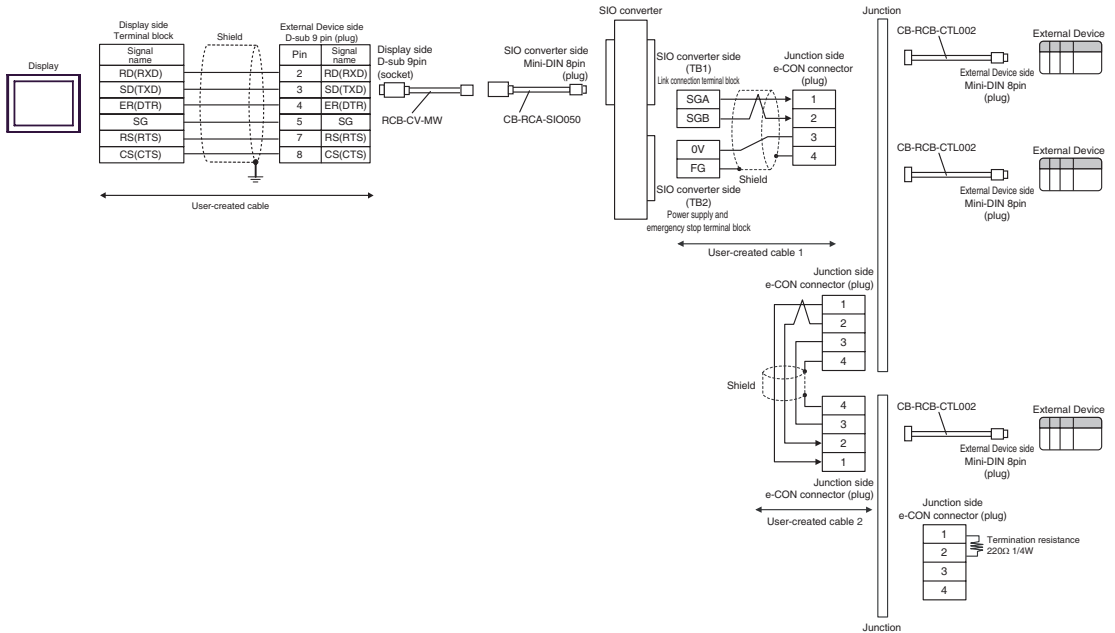 Display
Display side
Terminal block
Signal
name
RD(RXD)
SD(TXD)
ER(DTR)
SG
RS(RTS)
CS(CTS)
Shield
External Device side
D-sub 9 pin (plug)
Pin
Signal
name
2 RD(RXD)
3 SD(TXD)
4 ER(DTR)
5 SG
7 RS(RTS)
8 CS(CTS)
User-created cable
Display side
D-sub 9pin
(socket)
RCB-CV-MW
SIO converter side
Mini-DIN 8pin
(plug)
CB-RCA-SIO050
SIO converter
SIO converter side
(TB1)
Link connection terminal block
SGA
SGB
0V
FG
Shield
SIO converter side
(TB2)
Power supply and
emergency stop terminal block
User-created cable 1
Junction side
e-CON connector
(plug)
1
2
3
4
Junction
CB-RCB-CTL002
External Device
External Device side
Mini-DIN 8pin
(plug)
CB-RCB-CTL002
External Device
External Device side
Mini-DIN 8pin
(plug)
Junction side
e-CON connector (plug)
1
2
3
4
Shield
4
3
2
1
Junction side
e-CON connector (plug)
User-created cable 2
CB-RCB-CTL002
External Device
External Device side
Mini-DIN 8pin
(plug)
Junction side
e-CON connector (plug)
1
2
3
4
Termination resistance
220Ω 1/4W
Junction